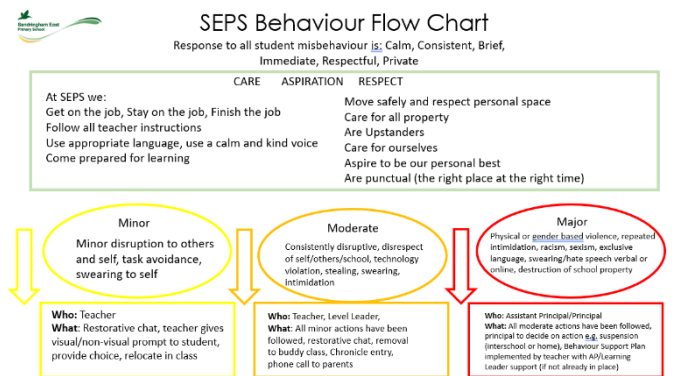 Sandringham East
Primary School
SEPS Behaviour Flow Chart
Response to all student misbehaviour is: Calm, Consistent, Brief,
Immediate, Respectful, Private
CARE ASPIRATION RESPECT
At SEPS we:
Get on the job, Stay on the job, Finish the job
Follow all teacher instructions
Use appropriate language, use a calm and kind voice
Come prepared for learning
Move safely and respect personal space
Care for all property
Are Upstanders
Care for ourselves
Aspire to be our personal best
Are punctual (the right place at the right time)
Minor
Minor disruption to others
and self, task avoidance,
swearing to self
Moderate
Consistently disruptive, disrespect
of self/others/school, technology
violation, stealing, swearing,
intimidation
Major
Physical or gender based violence, repeated
intimidation, racism, sexism, exclusive
language, swearing/hate speech verbal or
online, destruction of school property
Who: Teacher
What: Restorative chat, teacher gives
visual/non-visual prompt to student,
provide choice, relocate in class
Who: Teacher, Level Leader,
What: All minor actions have been
followed, restorative chat, removal
to buddy class, Chronicle entry,
phone call to parents
Who: Assistant Principal/Principal
What: All moderate actions have been followed,
principal to decide on action e.g. suspension
(interschool or home), Behaviour Support Plan
implemented by teacher with AP/Learning
Leader support (if not already in place)